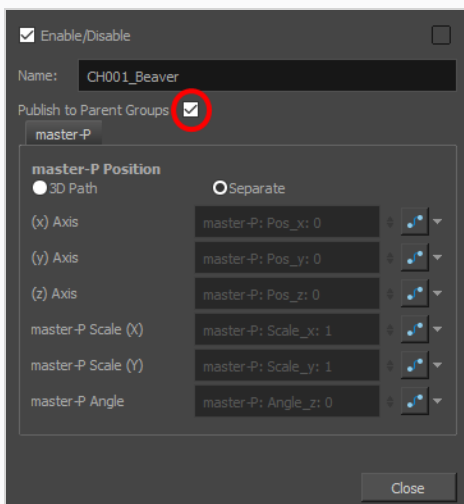 Enable/Disable
Name: CH001_Beaver
Publish to Parent Groups
master-P
master-P Position
3D Path Separate
(x) Axis master-P: Pos_x: 0
(y) Axis master-P: Pos_y: 0
(z) Axis master-P: Pos_z: 0
master-P Scale (X) master-P: Scale_x: 1
master-P Scale (Y) master-P: Scale_y: 1
master-P Angle master-P: Angle_z: 0
Close